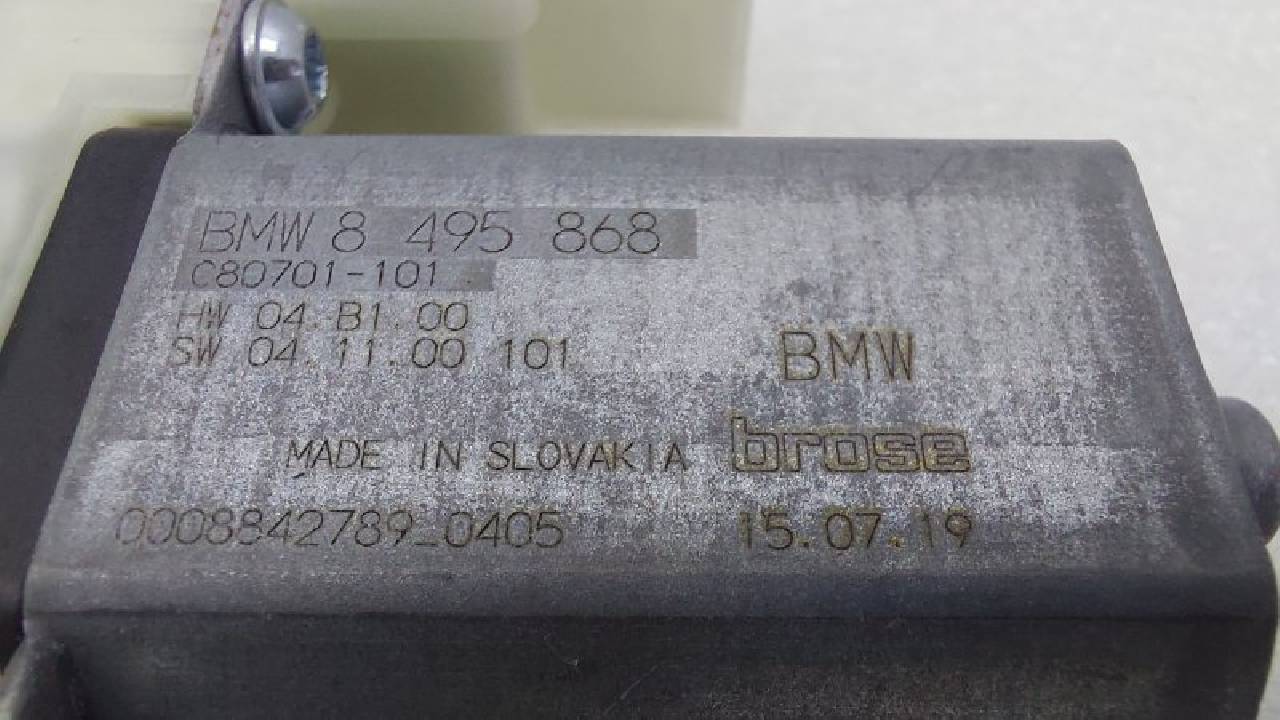 BMW 8 495 868
C80701-101
HW 04.B1.00
SW 04.11.00 101
BMW
MADE IN SLOVAKIA brose
0008842789_0405 15.07.19